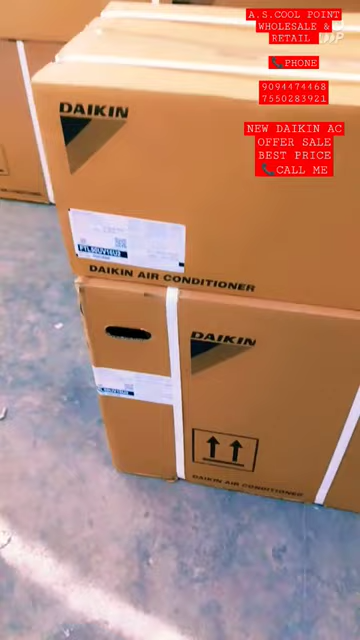 A.S.COOL POINT
WHOLESALE &
RETAIL
📞PHONE
9094474468
7550283921
NEW DAIKIN AC
OFFER SALE
BEST PRICE
📞CALL ME
DAIKIN
DAIKIN AIR CONDITIONER
DAIKIN
DAIKIN AIR CONDITIONER